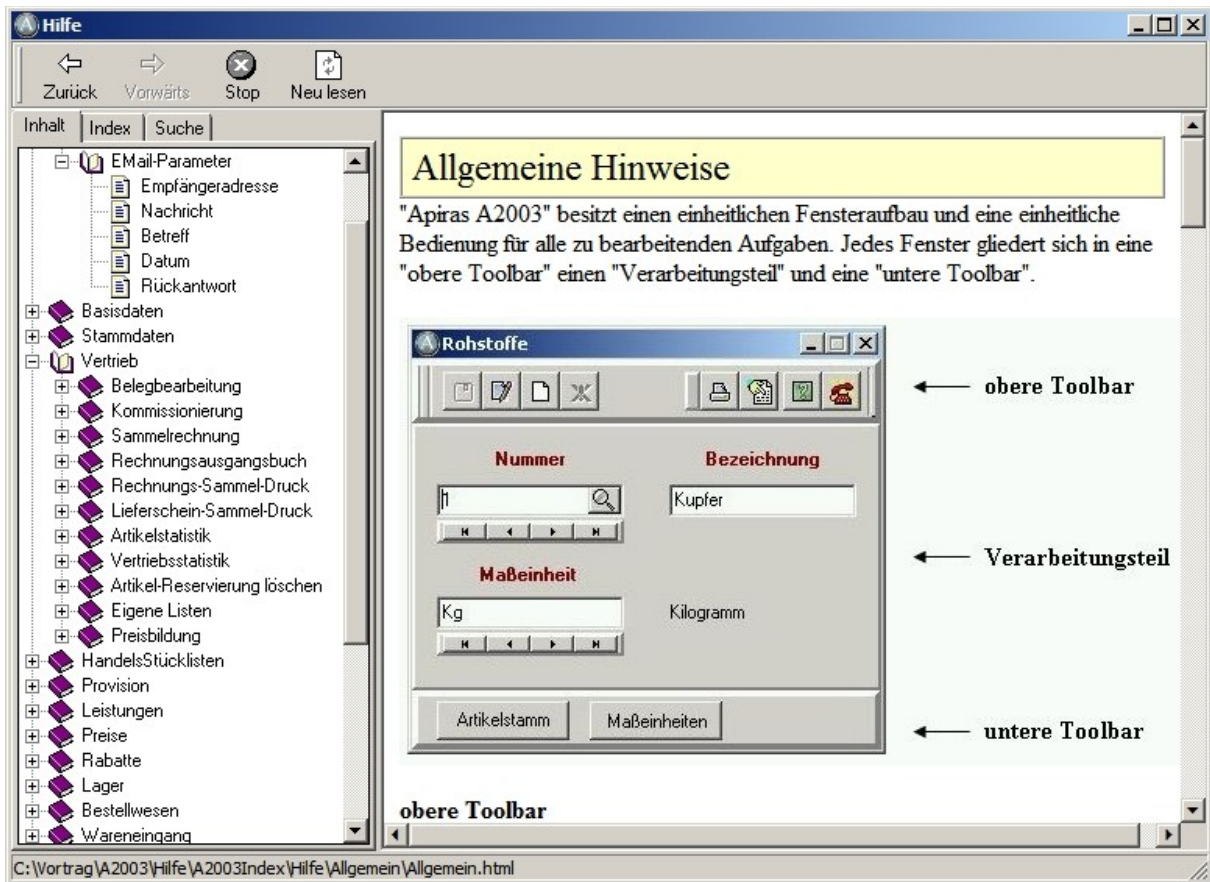 Hilfe
Zurück Vorwärts Stop Neu lesen
Inhalt Index Suche
EMail-Parameter
Empfängeradresse
Nachricht
Betreff
Datum
Rückantwort
Basisdaten
Stammdaten
Vertrieb
Belegbearbeitung
Kommissionierung
Sammelrechnung
Rechnungsausgangsbuch
Rechnungs-Sammel-Druck
Lieferschein-Sammel-Druck
Artikelstatistik
Vertriebsstatistik
Artikel-Reservierung löschen
Eigene Listen
Preisbildung
HandelsStücklisten
Provision
Leistungen
Preise
Rabatte
Lager
Bestellwesen
Wareneingang
Allgemeine Hinweise
"Apiras A2003" besitzt einen einheitlichen Fensteraufbau und eine einheitliche
Bedienung für alle zu bearbeitenden Aufgaben. Jedes Fenster gliedert sich in eine
"obere Toolbar" einen "Verarbeitungsteil" und eine "untere Toolbar".
Rohstoffe
obere Toolbar
Nummer Bezeichnung
1 Kupfer
Verarbeitungsteil
Maßeinheit
Kg Kilogramm
Artikelstamm Maßeinheiten
untere Toolbar
obere Toolbar
C:\Vortrag\A2003\Hilfe\A2003Index\Hilfe\Allgemein\Allgemein.html